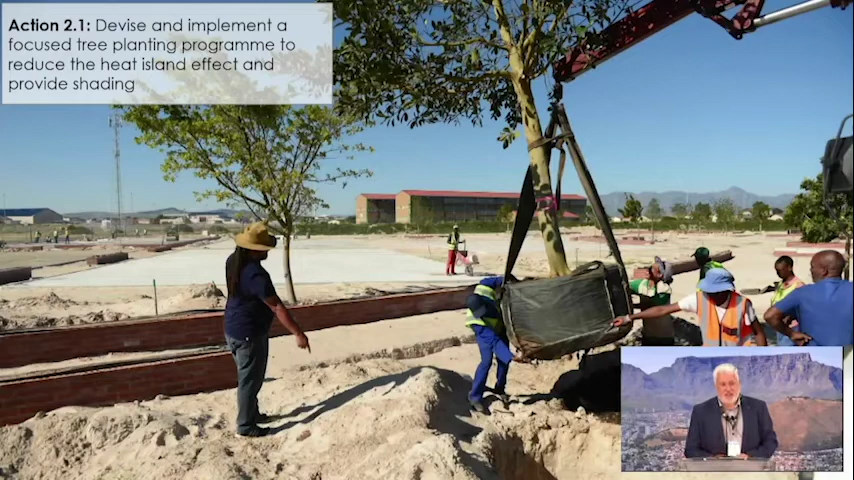 Action 2.1: Devise and implement a
focused tree planting programme to
reduce the heat island effect and
provide shading